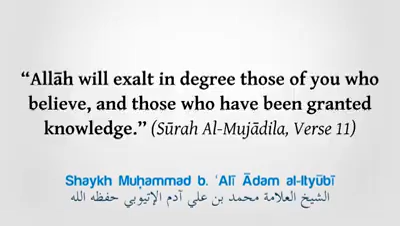 “Allāh will exalt in degree those of you who
believe, and those who have been granted
knowledge.” (Sūrah Al-Mujādila, Verse 11)
Shaykh Muḥammad b. ʿAlī Ādam al-Ityūbī
الشيخ العلامة محمد بن علي آدم الإتيوبي حفظه الله